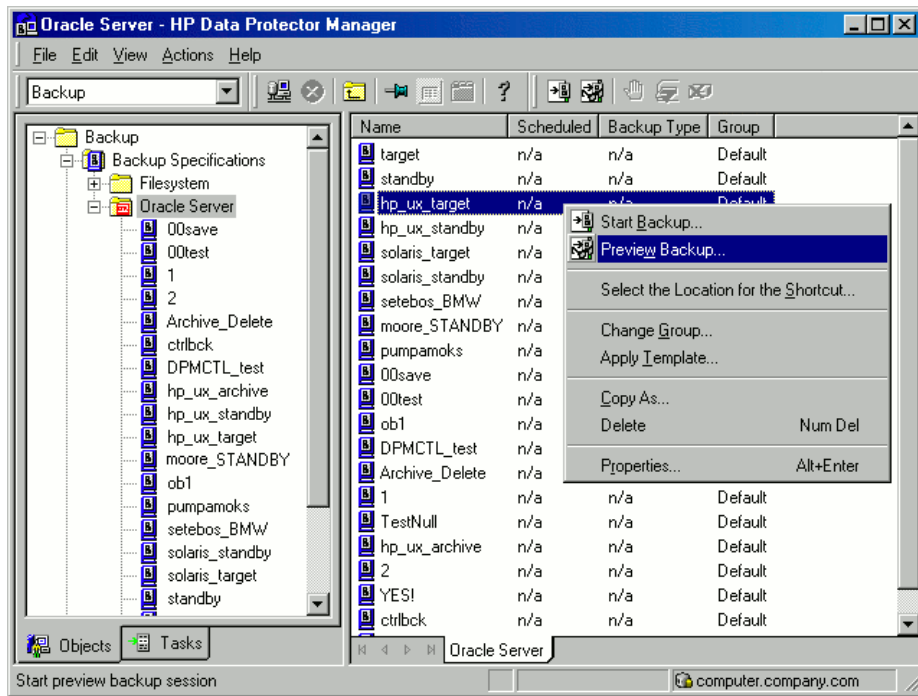 Oracle Server - HP Data Protector Manager
File Edit View Actions Help
Backup
Backup
Backup Specifications
Filesystem
Oracle Server
00save
00test
1
2
Archive_Delete
ctrlbck
DPMCTL_test
hp_ux_archive
hp_ux_standby
hp_ux_target
moore_STANDBY
ob1
pumpamoks
setebos_BMW
solaris_standby
solaris_target
standby
Objects Tasks
Name Scheduled Backup Type Group
target n/a n/a Default
standby n/a n/a Default
hp_ux_target n/a n/a Default
hp_ux_standby n/a
solaris_target n/a
solaris_standby n/a
setebos_BMW n/a
moore_STANDBY n/a
pumpamoks n/a
00save n/a
00test n/a
ob1 n/a
DPMCTL_test n/a
Archive_Delete n/a
1 n/a n/a Default
TestNull n/a n/a Default
hp_ux_archive n/a n/a Default
2 n/a n/a Default
YES! n/a n/a Default
ctrlbck n/a n/a Default
Start Backup...
Preview Backup...
Select the Location for the Shortcut...
Change Group...
Apply Template...
Copy As...
Delete Num Del
Properties... Alt+Enter
Oracle Server
Start preview backup session
computer.company.com